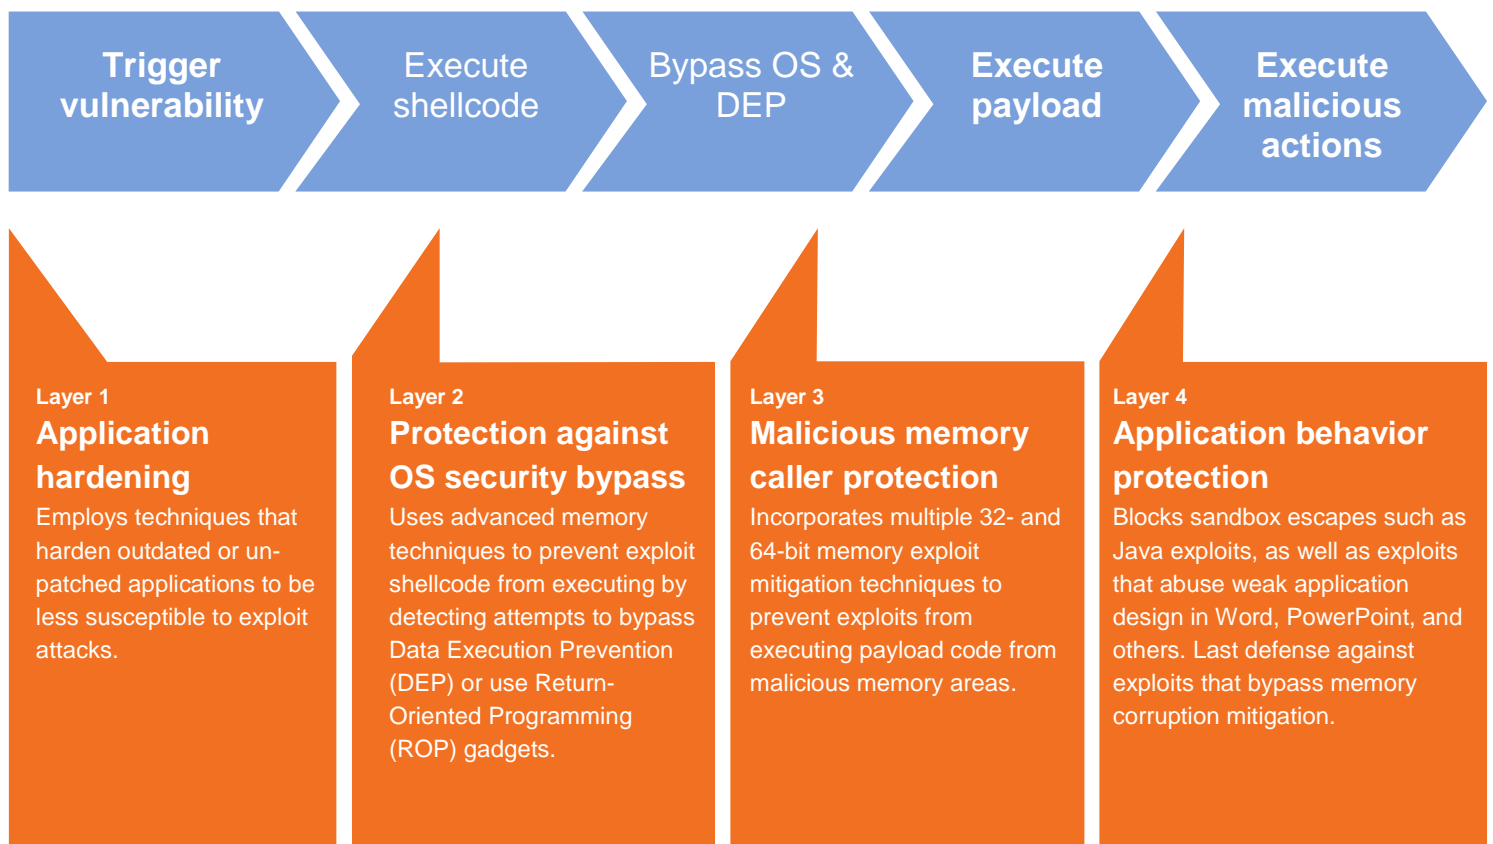 Trigger
vulnerability
Execute
shellcode
Bypass OS &
DEP
Execute
payload
Execute
malicious
actions
Layer 1
Application
hardening
Employs techniques that
harden outdated or un-
patched applications to be
less susceptible to exploit
attacks.
Layer 2
Protection against
OS security bypass
Uses advanced memory
techniques to prevent exploit
shellcode from executing by
detecting attempts to bypass
Data Execution Prevention
(DEP) or use Return-
Oriented Programming
(ROP) gadgets.
Layer 3
Malicious memory
caller protection
Incorporates multiple 32- and
64-bit memory exploit
mitigation techniques to
prevent exploits from
executing payload code from
malicious memory areas.
Layer 4
Application behavior
protection
Blocks sandbox escapes such as
Java exploits, as well as exploits
that abuse weak application
design in Word, PowerPoint, and
others. Last defense against
exploits that bypass memory
corruption mitigation.